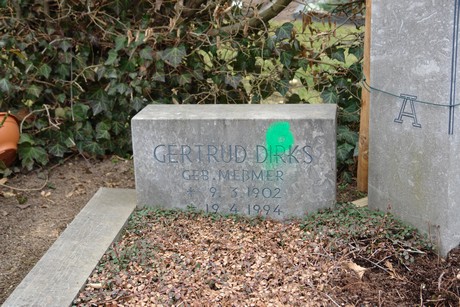 GERTRUD DIRKS
GEB. MEßMER
* 9.3.1902
† 19.4.1994
A